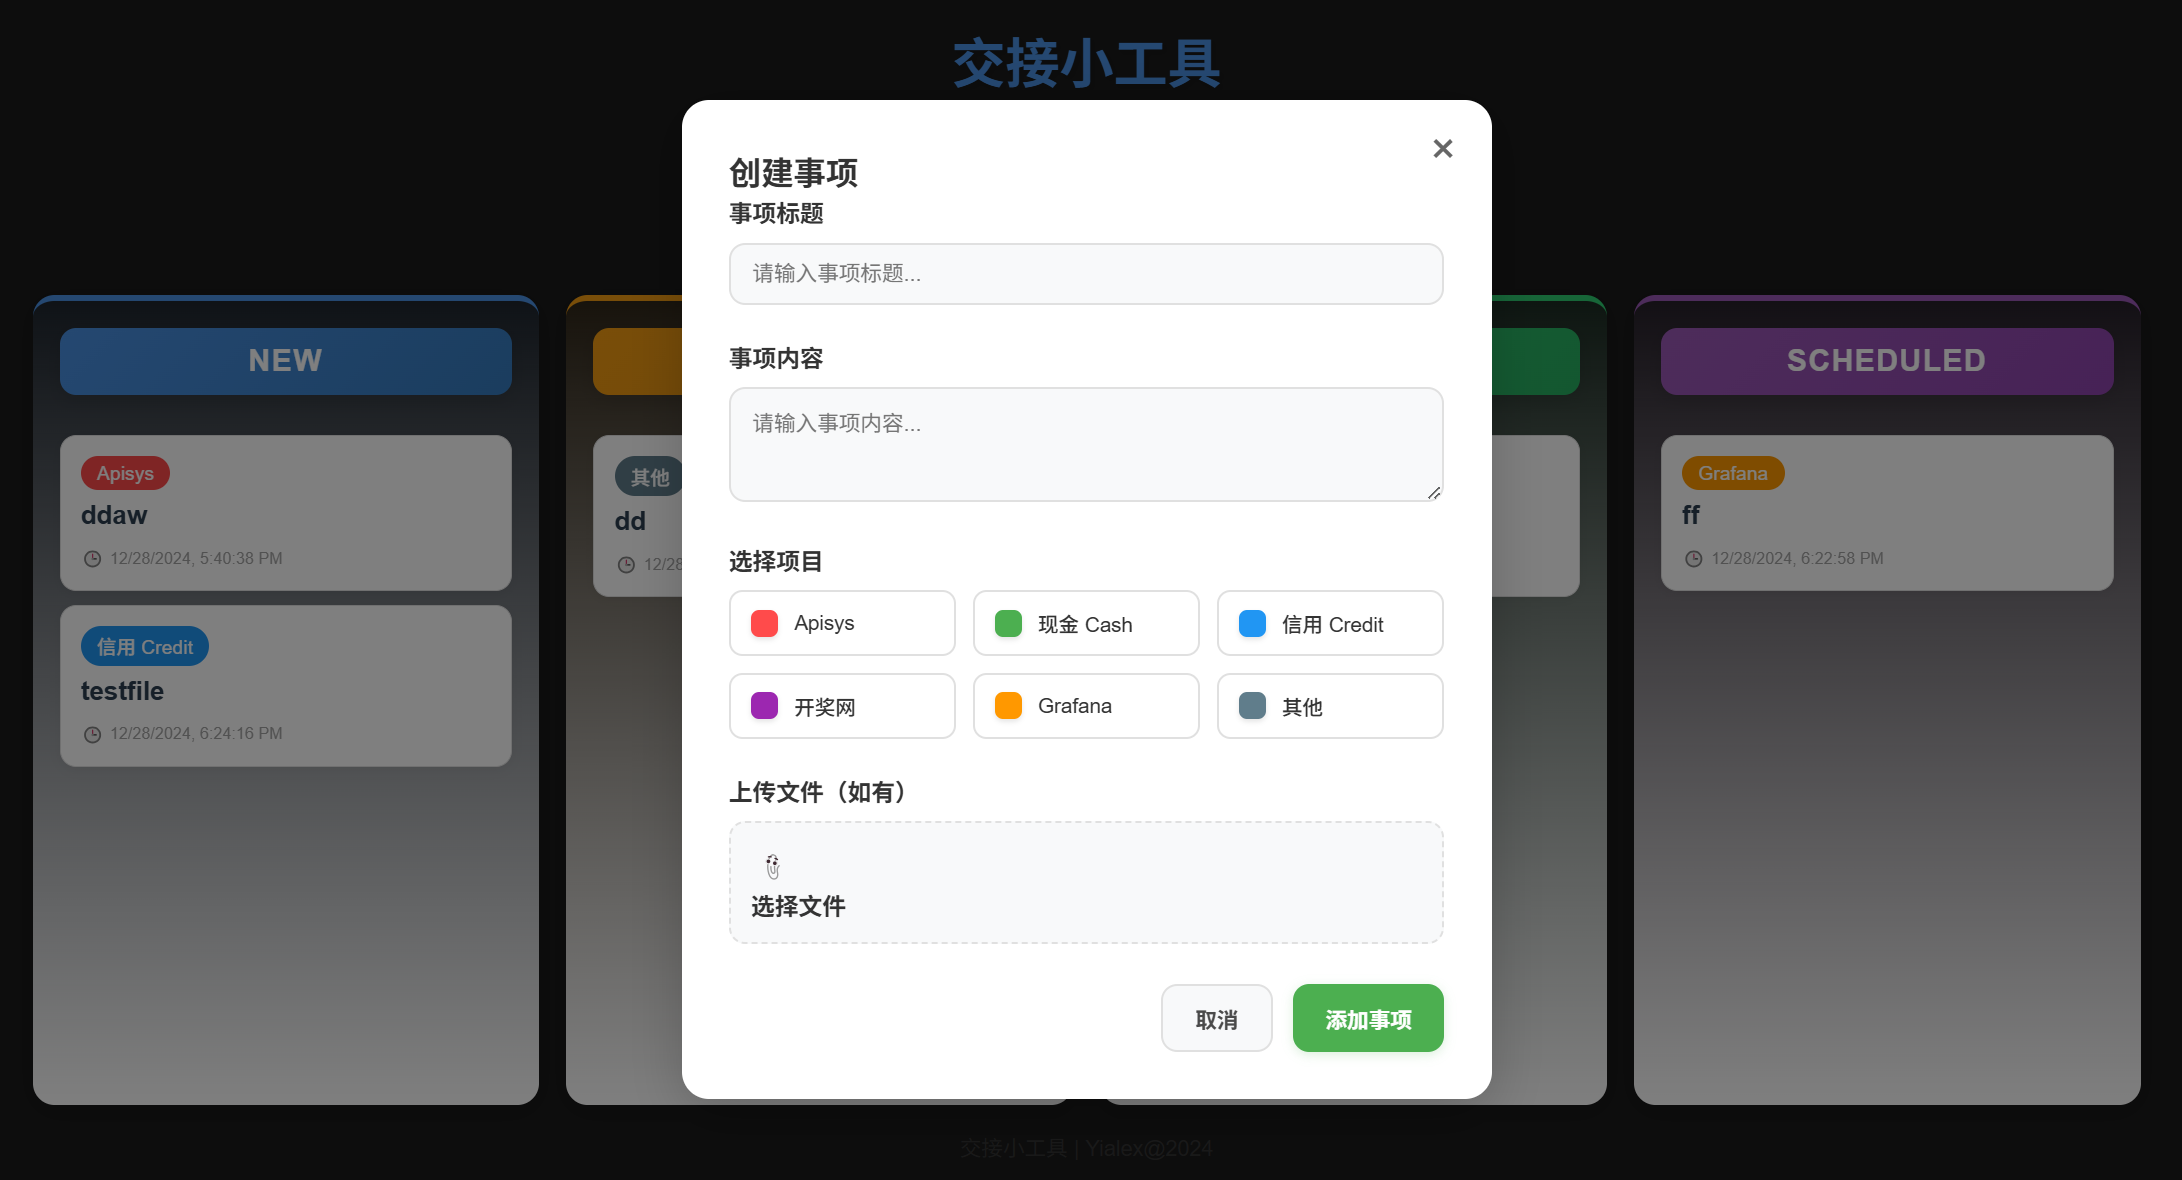 交接小工具
创建事项
事项标题
请输入事项标题...
事项内容
请输入事项内容...
选择项目
Apisys
现金 Cash
信用 Credit
开奖网
Grafana
其他
上传文件（如有）
选择文件
取消
添加事项
NEW
Apisys
ddaw
12/28/2024, 5:40:38 PM
信用 Credit
testfile
12/28/2024, 6:24:16 PM
其他
dd
12/28
SCHEDULED
Grafana
ff
12/28/2024, 6:22:58 PM
交接小工具 | Yialex@2024